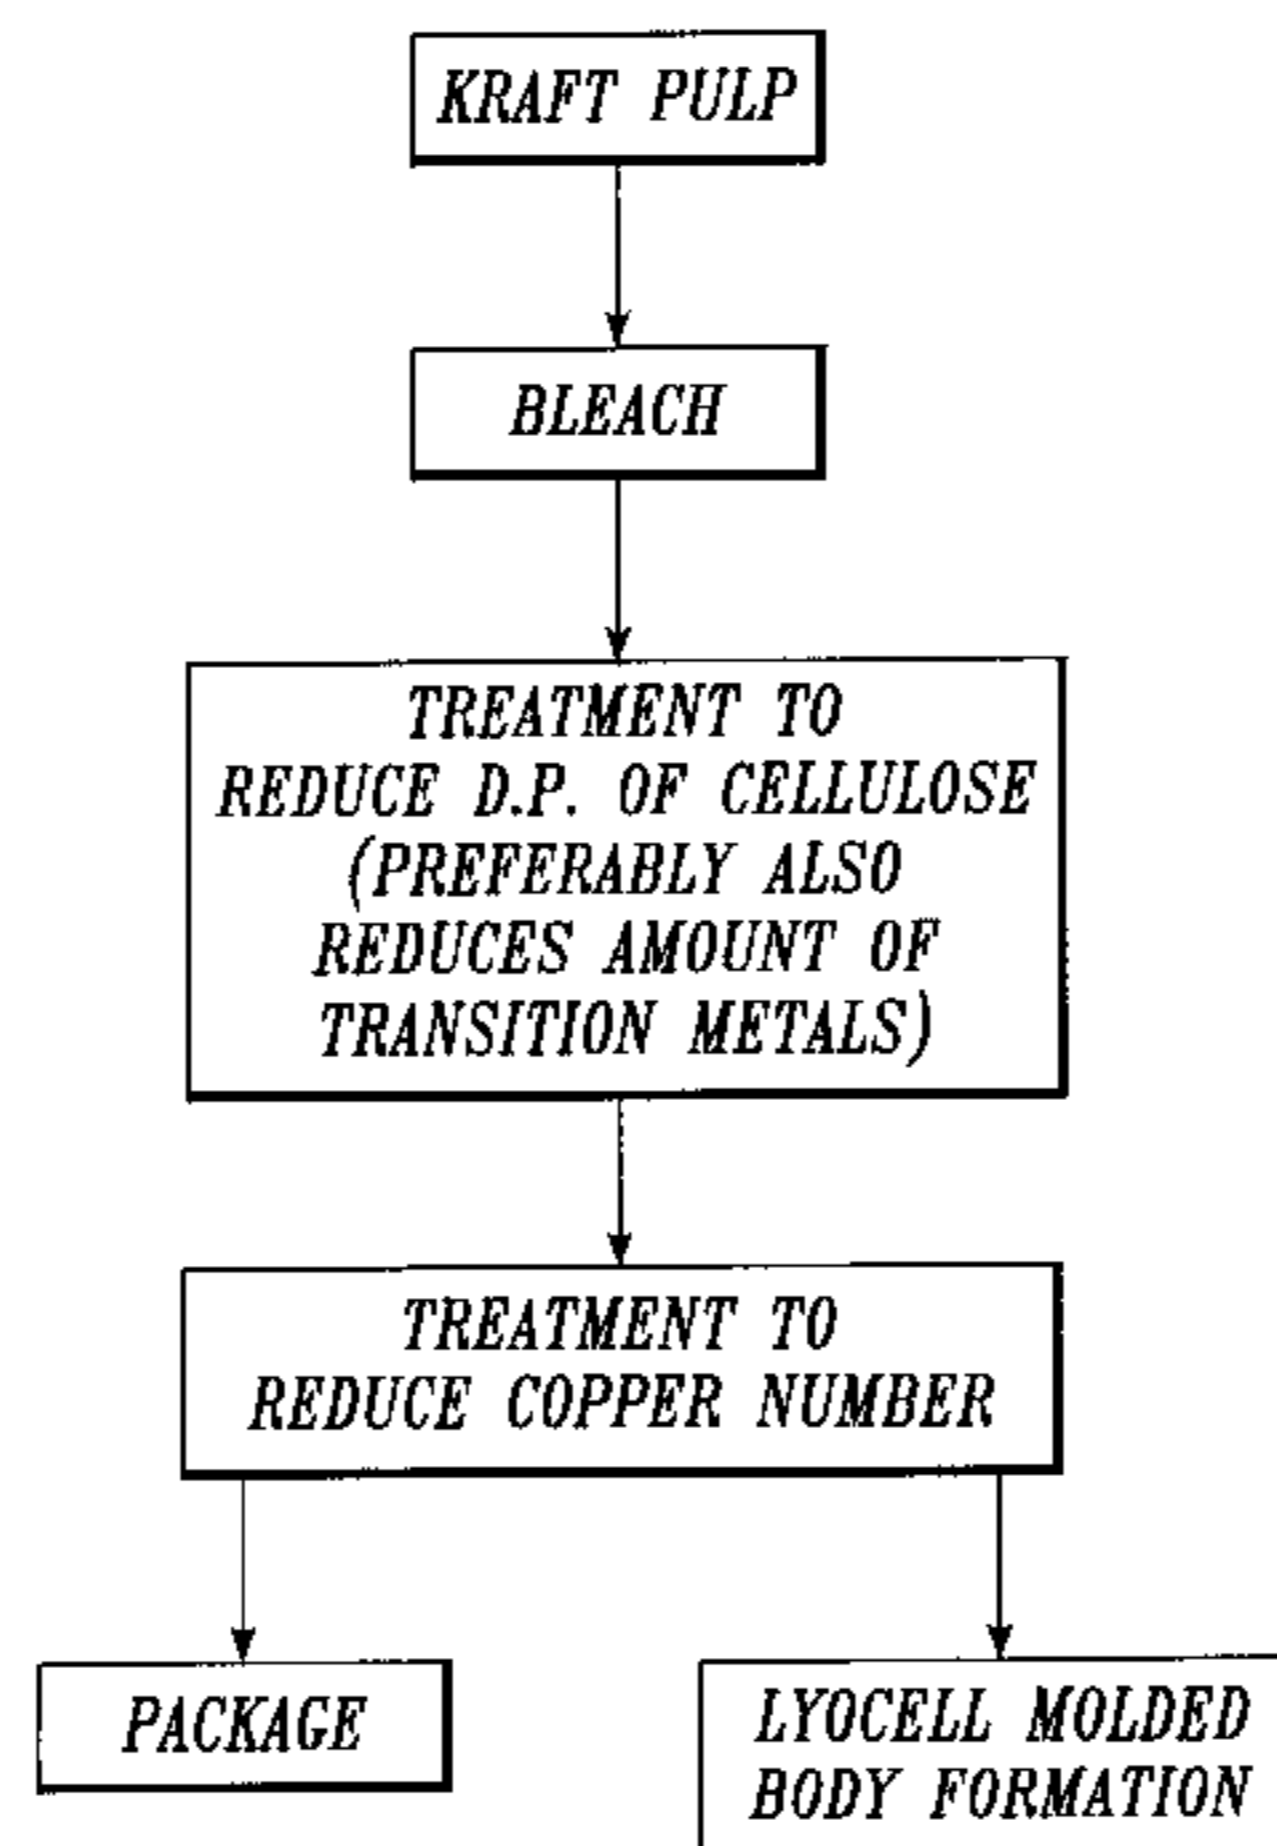 KRAFT PULP
BLEACH
TREATMENT TO
REDUCE D.P. OF CELLULOSE
(PREFERABLY ALSO
REDUCES AMOUNT OF
TRANSITION METALS)
TREATMENT TO
REDUCE COPPER NUMBER
PACKAGE
LYOCELL MOLDED
BODY FORMATION